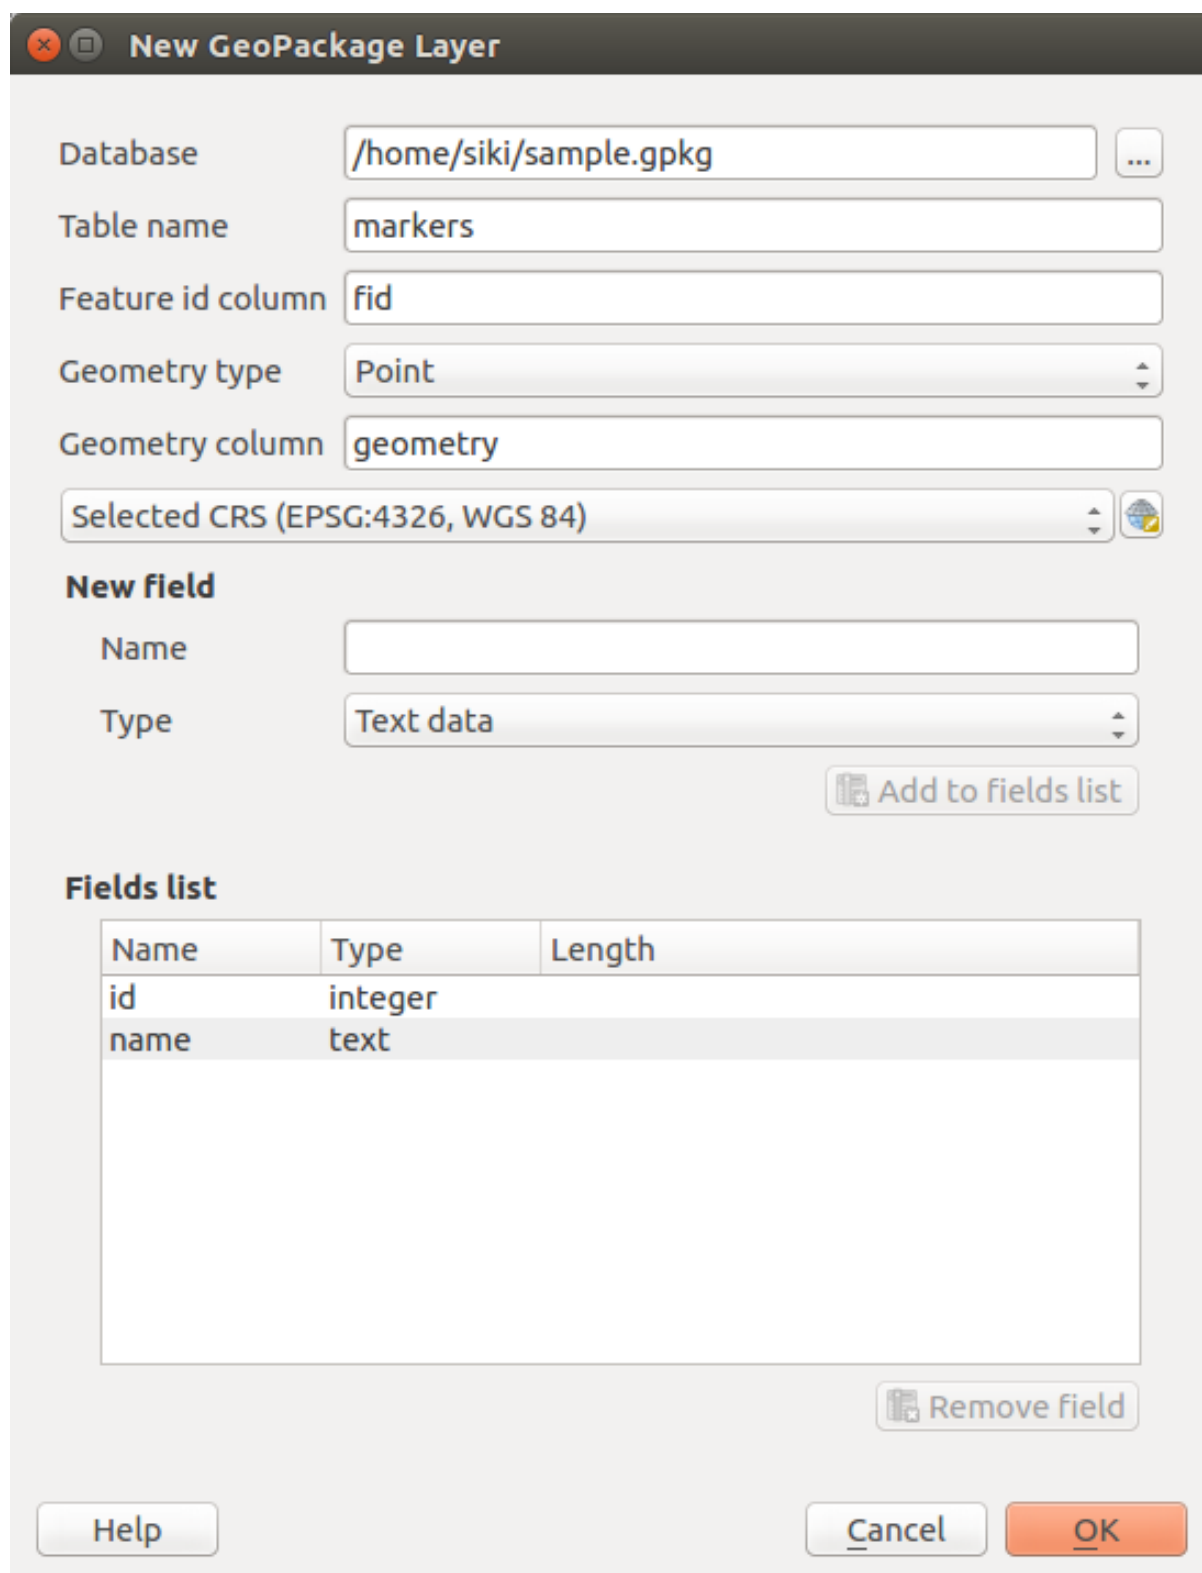 New GeoPackage Layer
Database /home/siki/sample.gpkg ...
Table name markers
Feature id column fid
Geometry type Point
Geometry column geometry
Selected CRS (EPSG:4326, WGS 84)
New field
Name
Type Text data
Add to fields list
Fields list
Name Type Length
id integer
name text
Remove field
Help Cancel OK